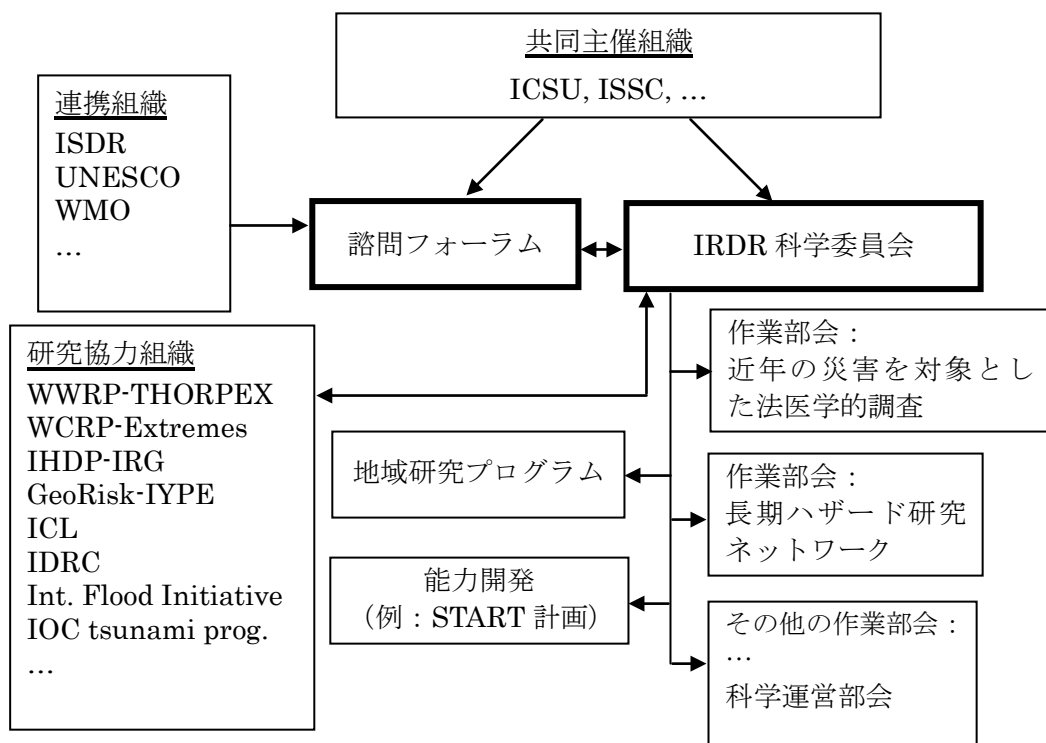 共同主催組織
ICSU, ISSC, …
連携組織
ISDR
UNESCO
WMO
…
諮問フォーラム
IRDR 科学委員会
研究協力組織
WWRP-THORPEX
WCRP-Extremes
IHDP-IRG
GeoRisk-IYPE
ICL
IDRC
Int. Flood Initiative
IOC tsunami prog.
…
作業部会：
近年の災害を対象とし
た法医学的調査
地域研究プログラム
作業部会：
長期ハザード研究
ネットワーク
能力開発
（例：START 計画）
その他の作業部会：
…
科学運営部会